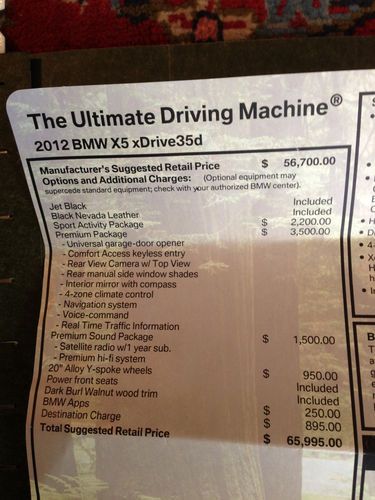 The Ultimate Driving Machine®
2012 BMW X5 xDrive35d
Manufacturer's Suggested Retail Price $ 56,700.00
Options and Additional Charges: (Optional equipment may
supercede standard equipment; check with your authorized BMW center).
Jet Black Included
Black Nevada Leather Included
Sport Activity Package $ 2,200.00
Premium Package $ 3,500.00
- Universal garage-door opener
- Comfort Access keyless entry
- Rear View Camera w/ Top View
- Rear manual side window shades
- Interior mirror with compass
- 4-zone climate control
- Navigation system
- Voice-command
- Real Time Traffic Information
Premium Sound Package $ 1,500.00
- Satellite radio w/1 year sub.
- Premium hi-fi system
20" Alloy Y-spoke wheels $ 950.00
Power front seats Included
Dark Burl Walnut wood trim Included
BMW Apps $ 250.00
Destination Charge $ 895.00
Total Suggested Retail Price $ 65,995.00